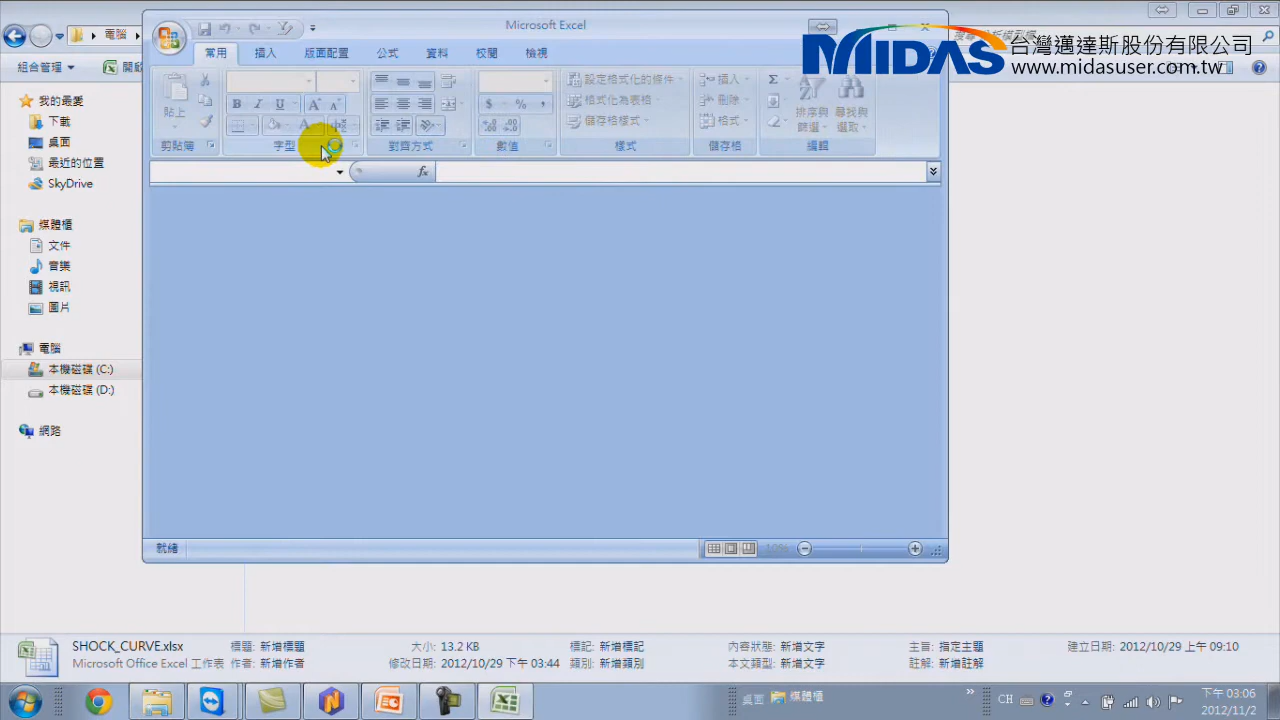 Microsoft Excel
MIDAS
台灣邁達斯股份有限公司
www.midasuser.com.tw
電腦
組合管理
常用 插入 版面配置 公式 資料 校閱 檢視
貼上
B I U
A A
$ % ,
設定格式化的條件
格式化為表格
儲存格樣式
插入
刪除
格式
Σ
排序與
篩選
尋找與
選取
剪貼簿 字型 對齊方式 數值 樣式 儲存格 編輯
fx
我的最愛
下載
桌面
最近的位置
SkyDrive
媒體櫃
文件
音樂
視訊
圖片
電腦
本機磁碟 (C:)
本機磁碟 (D:)
網路
就緒
SHOCK_CURVE.xlsx
Microsoft Office Excel 工作表
標題: 新增標題
作者: 新增作者
大小: 13.2 KB
修改日期: 2012/10/29 下午 03:44
標記: 新增標記
類別: 新增類別
內容狀態: 新增文字
本文類型: 新增文字
主旨: 指定主題
註解: 新增註解
建立日期: 2012/10/29 上午 09:10
桌面
媒體櫃
»
CH
下午 03:06
2012/11/2